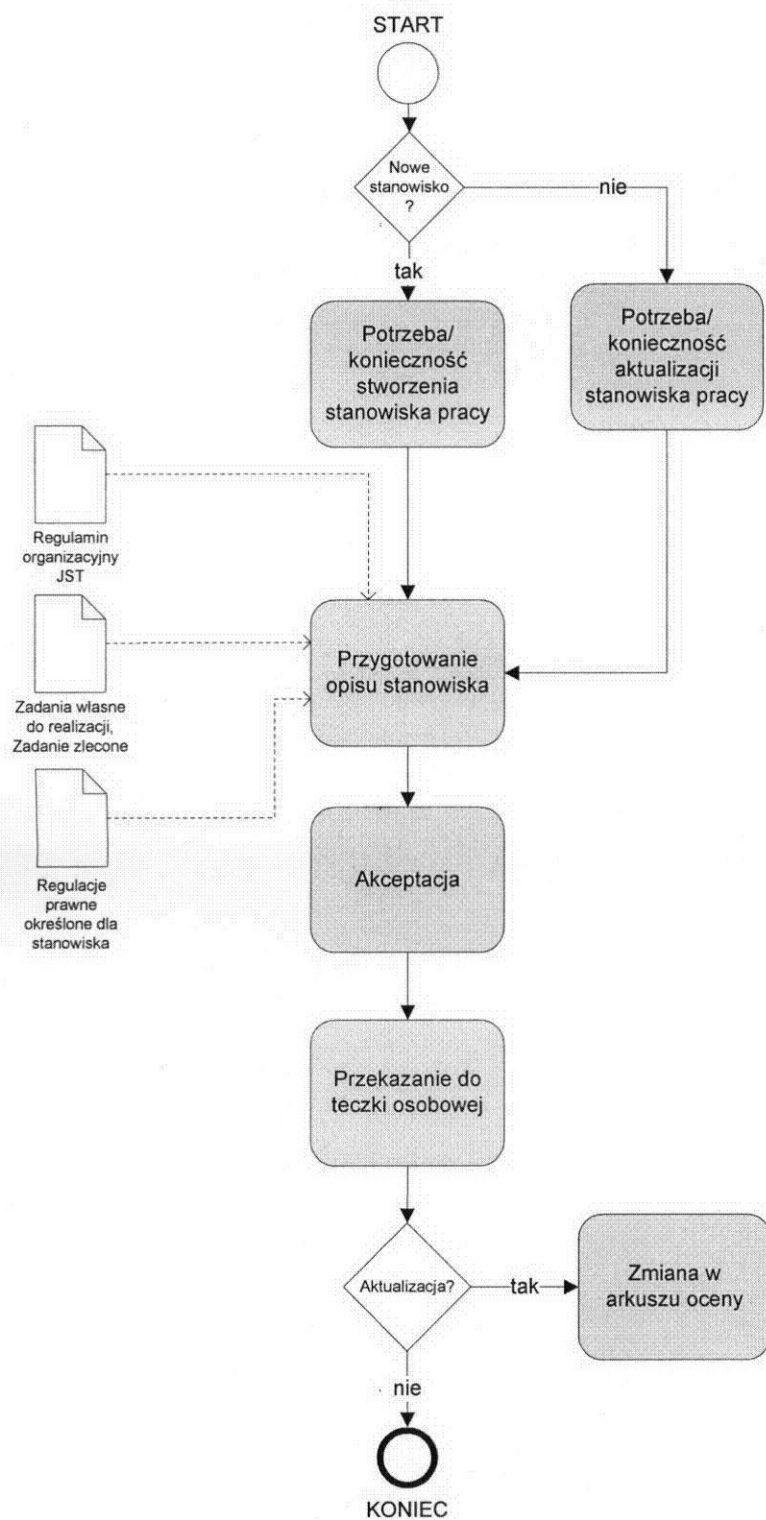 START
Nowe
stanowisko
?
nie
tak
Potrzeba/
konieczność
stworzenia
stanowiska pracy
Potrzeba/
konieczność
aktualizacji
stanowiska pracy
Regulamin
organizacyjny
JST
Przygotowanie
opisu stanowiska
Zadania własne
do realizacji,
Zadanie zlecone
Regulacje
prawne
określone dla
stanowiska
Akceptacja
Przekazanie do
teczki osobowej
Aktualizacja?
tak
Zmiana w
arkuszu oceny
nie
KONIEC